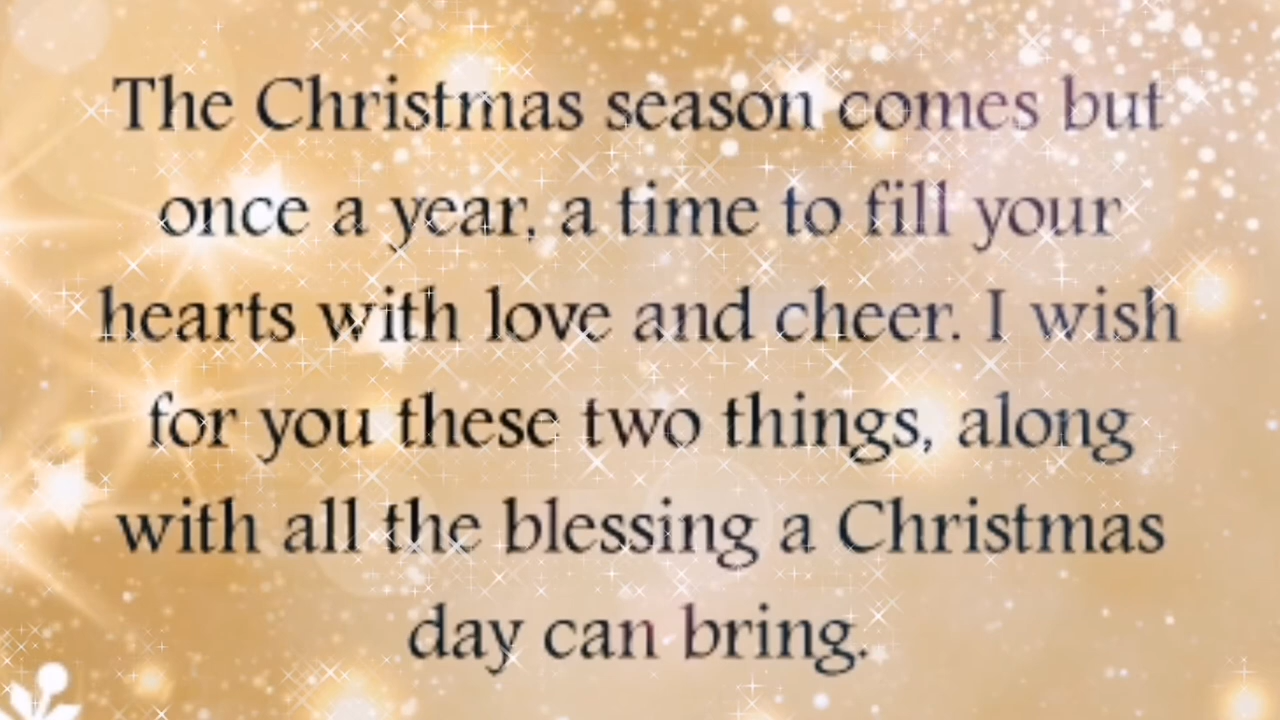 The Christmas season comes but
once a year, a time to fill your
hearts with love and cheer. I wish
for you these two things, along
with all the blessing a Christmas
day can bring.